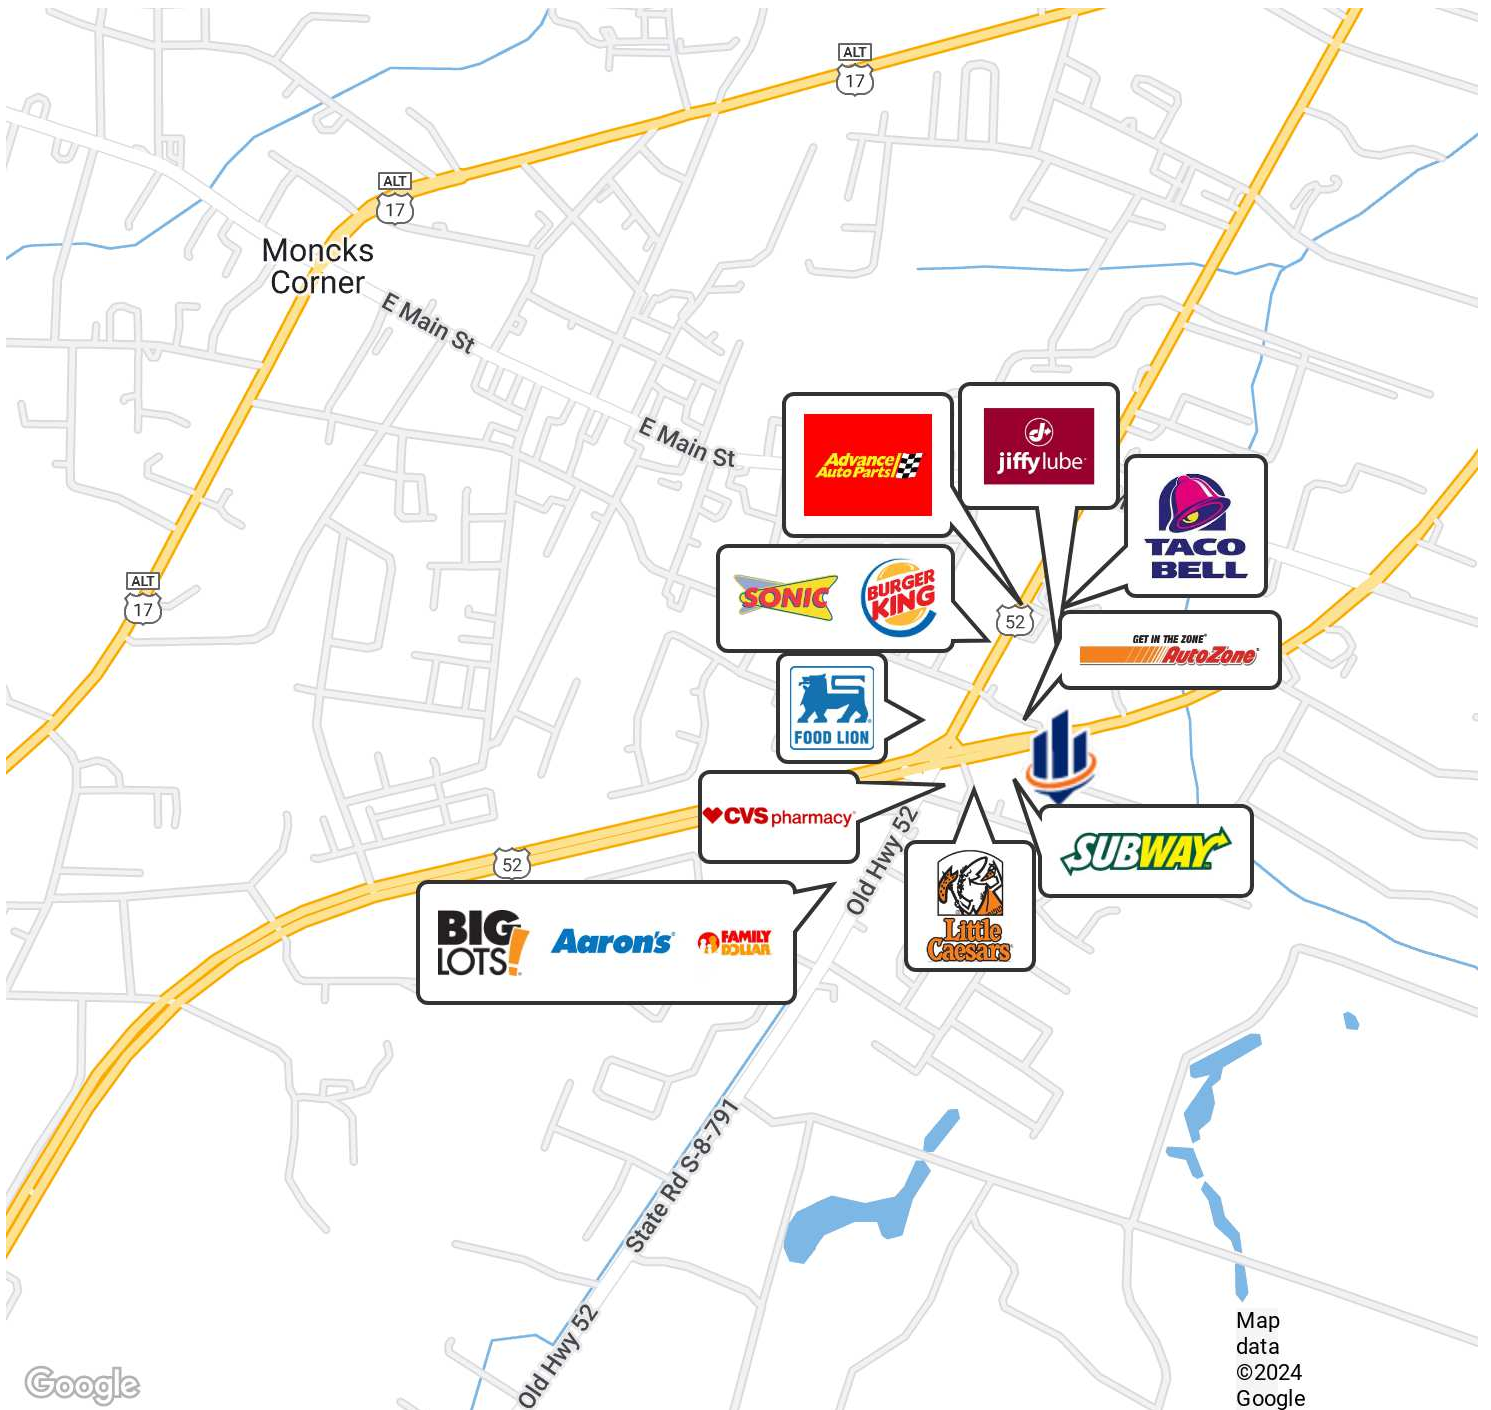 ALT
17
ALT
17
Moncks
Corner
E Main St
E Main St
Advance
Auto Parts
jiffy lube
TACO
BELL
SONIC
BURGER
KING
ALT
17
52
GET IN THE ZONE
AutoZone
FOOD LION
CVS pharmacy
Old Hwy 52
SUBWAY
52
Little
Caesars
BIG
LOTS!
Aaron's
FAMILY
DOLLAR
State Rd S-8-791
Old Hwy 52
Map
data
©2024
Google
Google